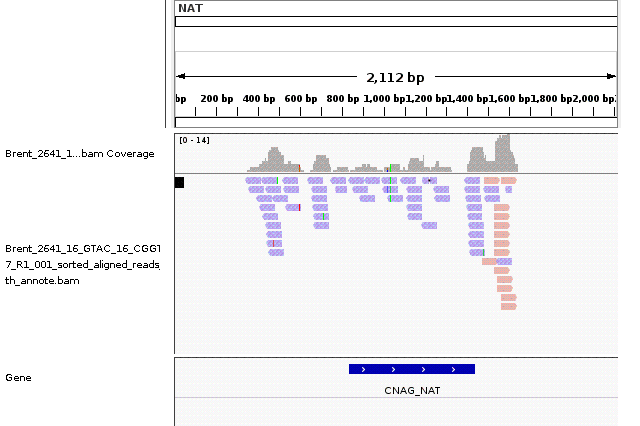 NAT
2,112 bp
bp 200 bp 400 bp 600 bp 800 bp 1,000 bp 1,200 bp 1,400 bp 1,600 bp 1,800 bp 2,000 bp
[0 - 14]
Brent_2641_1...bam Coverage
Brent_2641_16_GTAC_16_CGGT
7_R1_001_sorted_aligned_reads_
th_annote.bam
Gene
CNAG_NAT